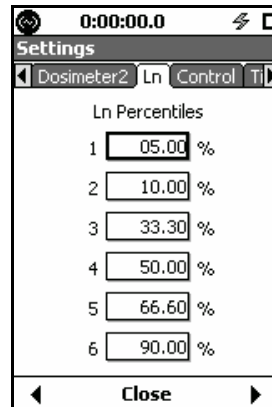 0:00:00.0
Settings
Dosimeter2 Ln Control Ti
Ln Percentiles
1 05.00 %
2 10.00 %
3 33.30 %
4 50.00 %
5 66.60 %
6 90.00 %
Close